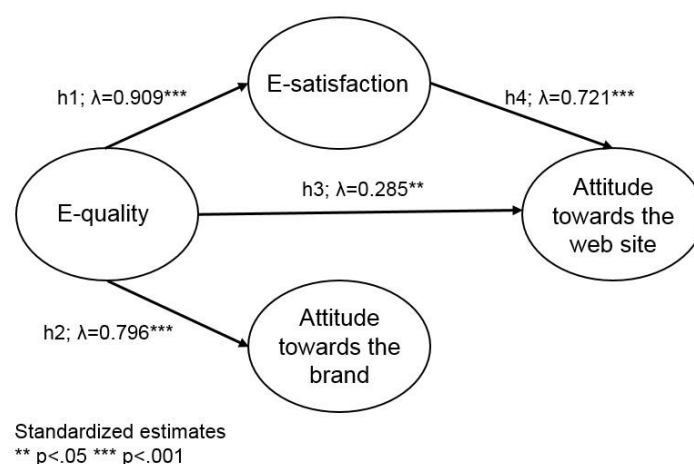 E-satisfaction
h1; λ=0.909***
h4; λ=0.721***
E-quality
h3; λ=0.285**
Attitude
towards the
web site
h2; λ=0.796***
Attitude
towards the
brand
Standardized estimates
** p<.05 *** p<.001